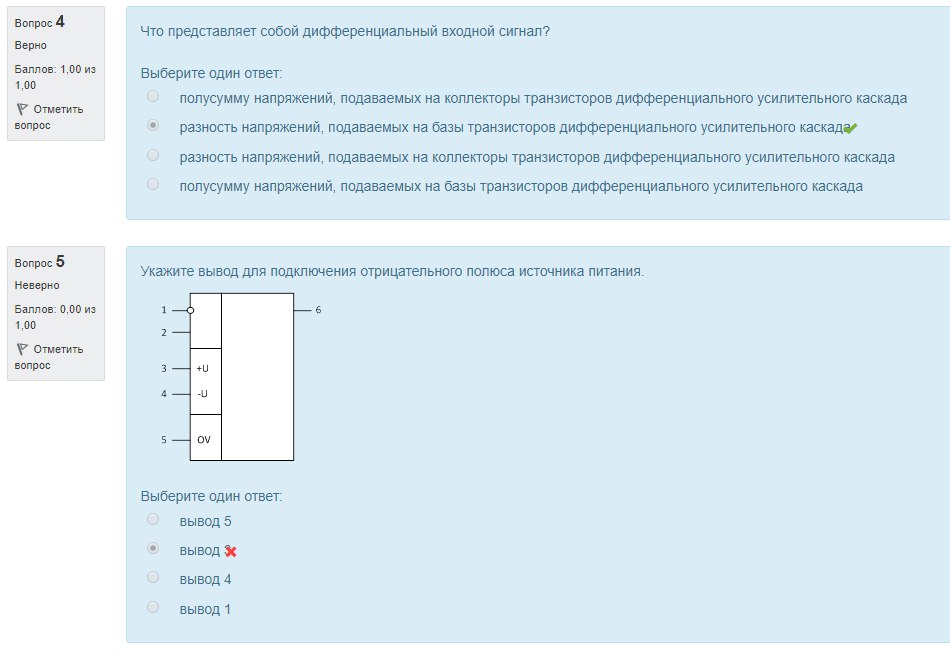 Вопрос 4
Верно
Баллов: 1,00 из
1,00
Отметить
вопрос
Что представляет собой дифференциальный входной сигнал?
Выберите один ответ:
полусумму напряжений, подаваемых на коллекторы транзисторов дифференциального усилительного каскада
разность напряжений, подаваемых на базы транзисторов дифференциального усилительного каскада
разность напряжений, подаваемых на коллекторы транзисторов дифференциального усилительного каскада
полусумму напряжений, подаваемых на базы транзисторов дифференциального усилительного каскада
Вопрос 5
Неверно
Баллов: 0,00 из
1,00
Отметить
вопрос
Укажите вывод для подключения отрицательного полюса источника питания.
1
6
2
3 +U
4 -U
5 OV
Выберите один ответ:
вывод 5
вывод
вывод 4
вывод 1